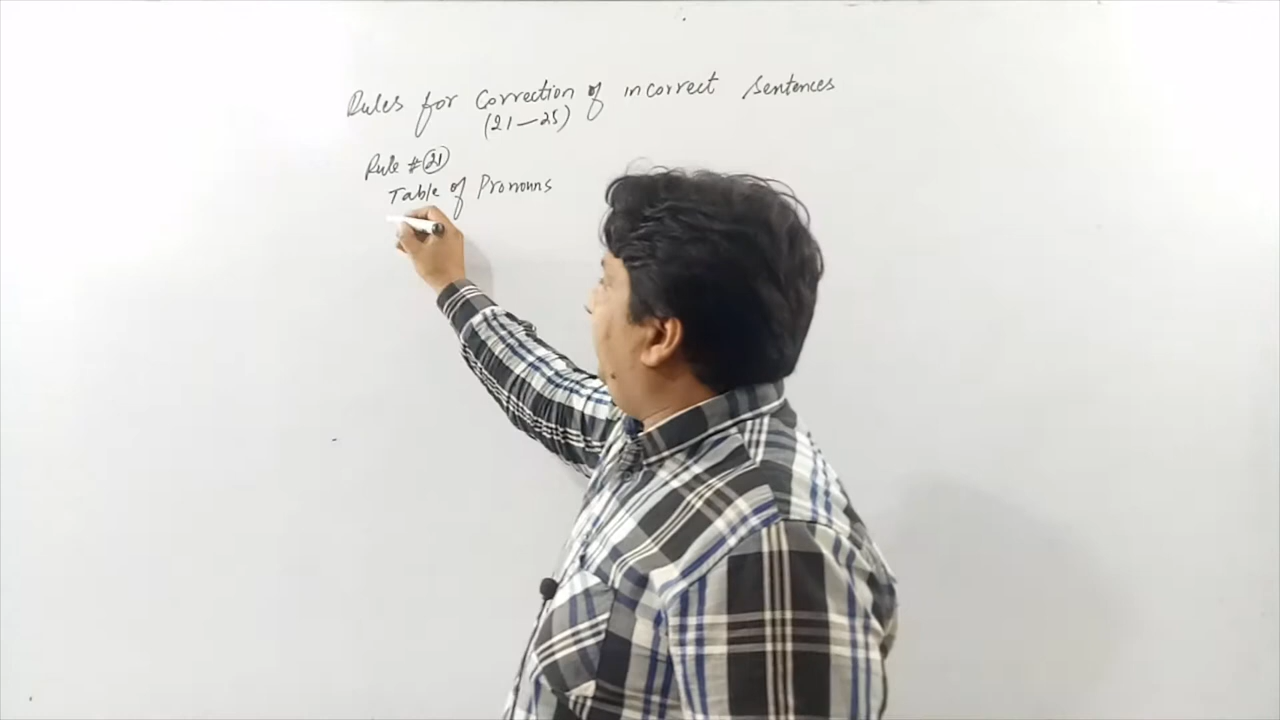 Rules for Correction of incorrect Sentences
(21-25)
Rule #21
Table of Pronouns